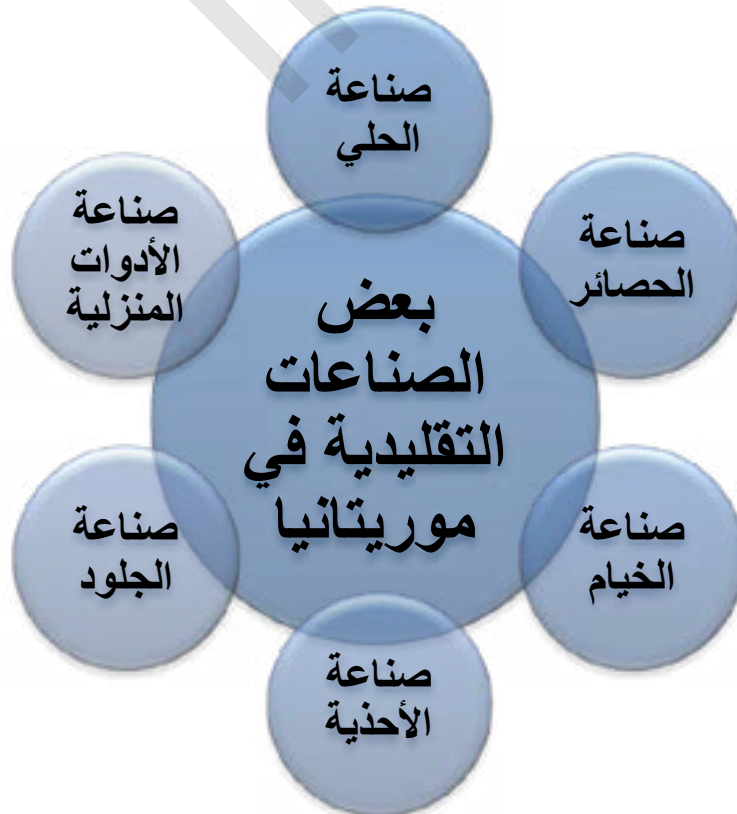 صناعة
الحلي
صناعة
الحصائر
صناعة
الخيام
صناعة
الأحذية
صناعة
الجلود
صناعة
الأدوات
المنزلية
بعض
الصناعات
التقليدية في
موريتانيا